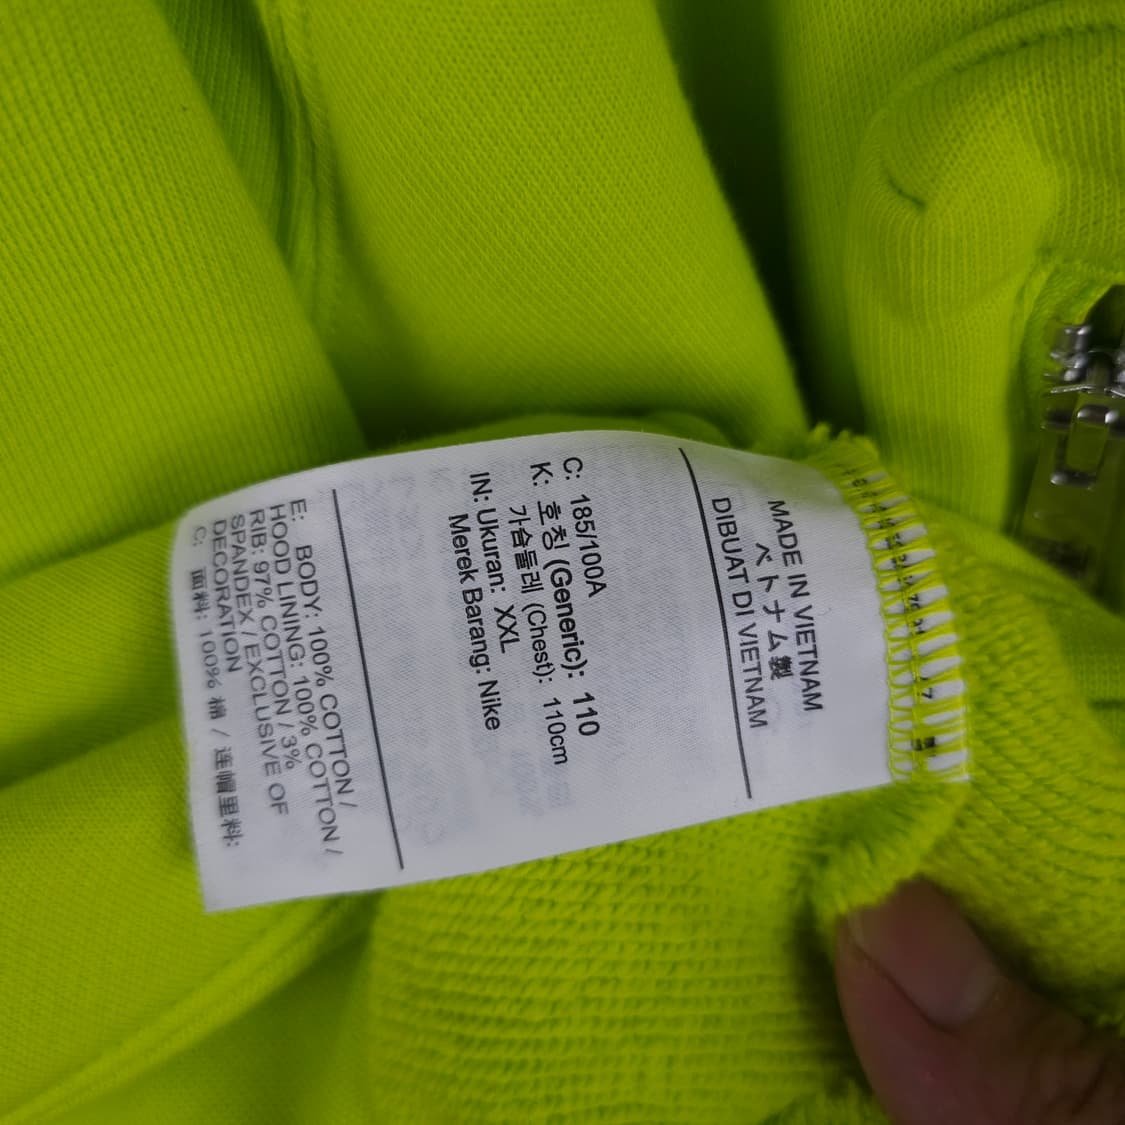 MADE IN VIETNAM
ベトナム製
DIBUAT DI VIETNAM
C: 185/100A
K: 호칭 (Generic): 110
가슴둘레 (Chest): 110cm
IN: Ukuran: XXL
Merek Barang: Nike
E: BODY: 100% COTTON /
HOOD LINING: 100% COTTON /
RIB: 97% COTTON / 3%
SPANDEX / EXCLUSIVE OF
DECORATION
C: 面料: 100% 棉 / 连帽里料: